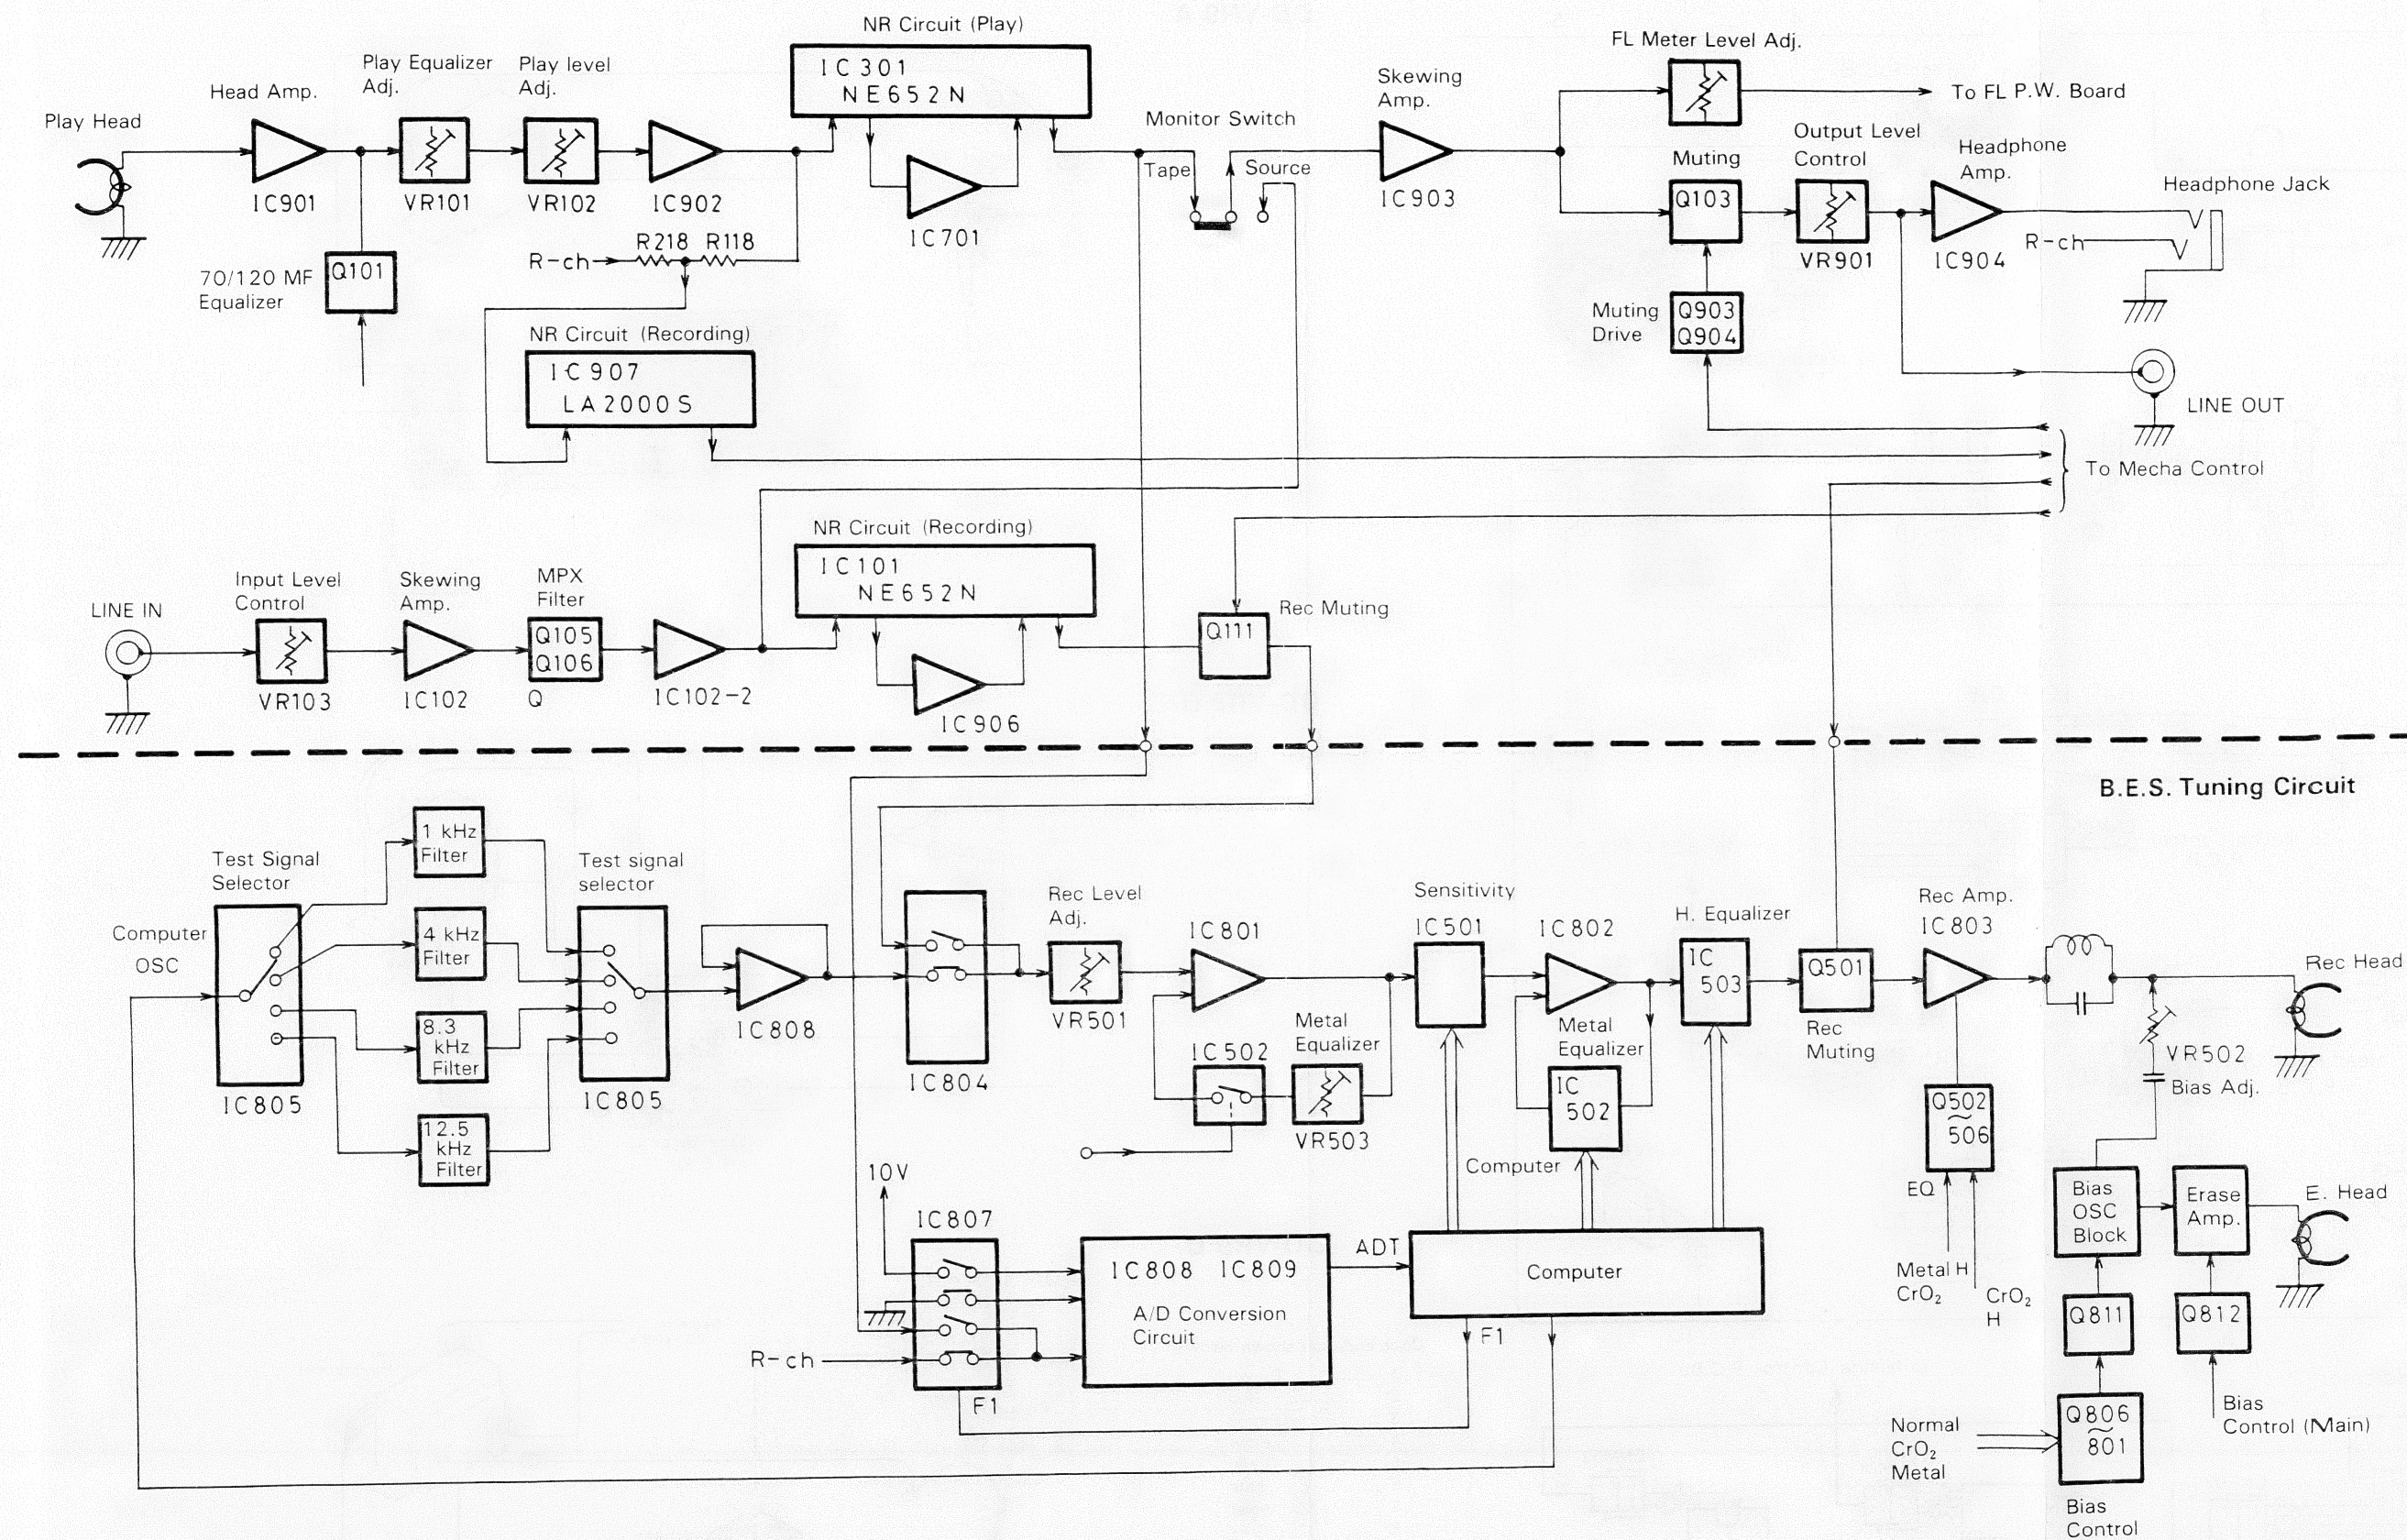 NR Circuit (Play)
IC301
NE652N
Play Head
Head Amp.
IC901
Play Equalizer
Adj.
VR101
Play level
Adj.
VR102
IC902
IC701
70/120 MF
Equalizer
Q101
R-ch
R218
R118
NR Circuit (Recording)
IC907
LA2000S
Monitor Switch
Tape
Source
Skewing
Amp.
IC903
FL Meter Level Adj.
To FL P.W. Board
Muting
Q103
Output Level
Control
VR901
Headphone
Amp.
IC904
Headphone Jack
R-ch
Muting
Drive
Q903
Q904
LINE OUT
To Mecha Control
LINE IN
Input Level
Control
VR103
Skewing
Amp.
IC102
MPX
Filter
Q105
Q106
Q
IC102-2
NR Circuit (Recording)
IC101
NE652N
IC906
Q111
Rec Muting
B.E.S. Tuning Circuit
Computer
OSC
Test Signal
Selector
IC805
1 kHz
Filter
4 kHz
Filter
8.3
kHz
Filter
12.5
kHz
Filter
Test signal
selector
IC805
IC808
IC804
Rec Level
Adj.
VR501
IC801
IC502
Metal
Equalizer
VR503
Sensitivity
IC501
IC802
Metal
Equalizer
IC
502
Computer
H. Equalizer
IC
503
Q501
Rec
Muting
Rec Amp.
IC803
Q502
~
506
EQ
Metal H
CrO₂
CrO₂
H
Rec Head
VR502
Bias Adj.
Bias
OSC
Block
Erase
Amp.
E. Head
Q811
Q812
Q806
~
801
Normal
CrO₂
Metal
Bias
Control (Main)
Bias
Control
10V
IC807
R-ch
F1
IC808 IC809
A/D Conversion
Circuit
ADT
Computer
F1